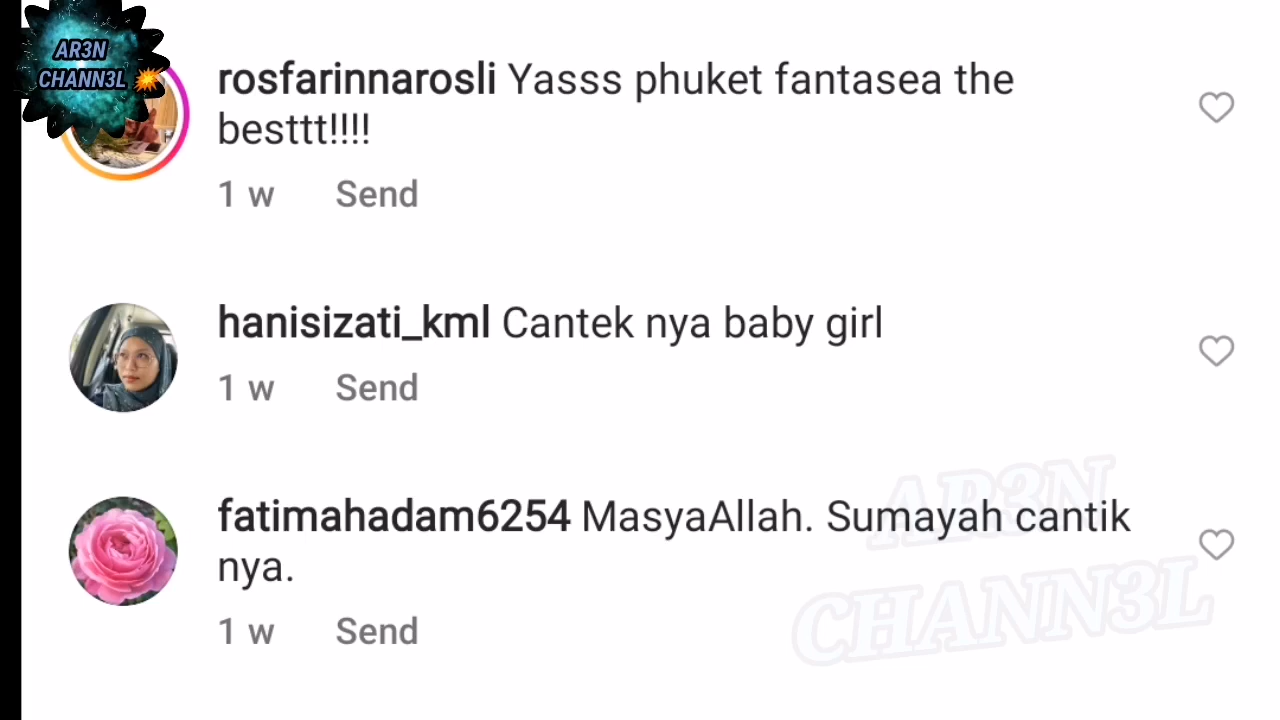 AR3N
CHANN3L
rosfarinnarosli Yasss phuket fantasea the
besttt!!!!
1 w Send
hanisizati_kml Cantek nya baby girl
1 w Send
fatimahadam6254 MasyaAllah. Sumayah cantik
nya.
1 w Send
AR3N
CHANN3L